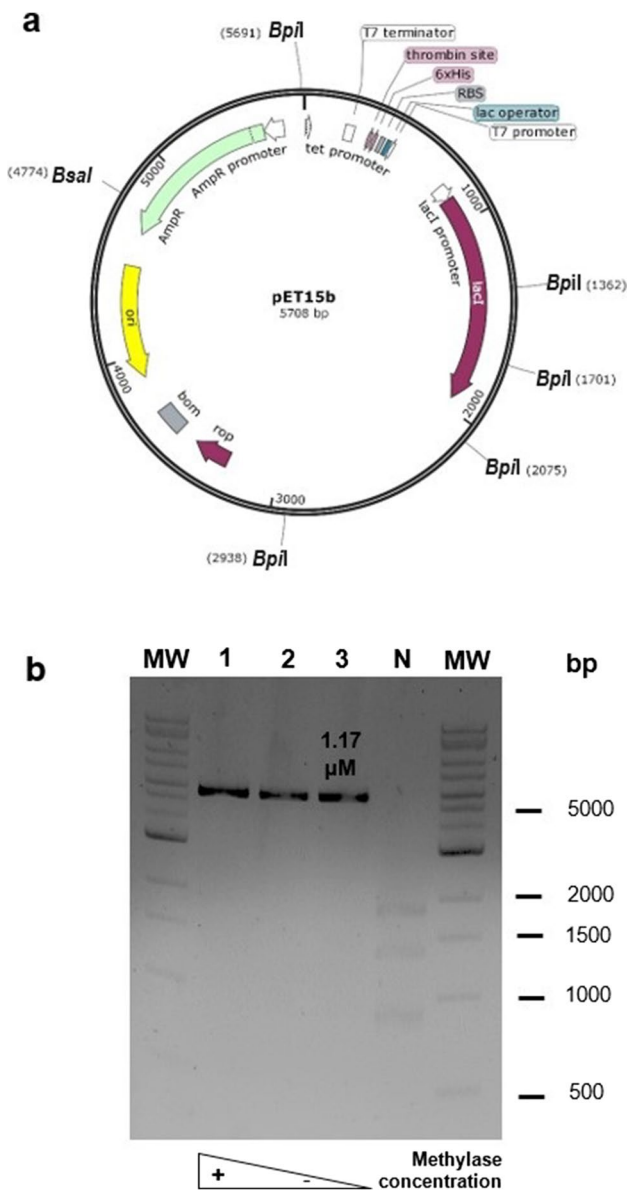 a
(5691) BpiI
T7 terminator
thrombin site
6xHis
RBS
lac operator
T7 promoter
tet promoter
AmpR promoter
AmpR
5000
(4774) BsaI
1000
lacI promoter
lacI
BpiI (1362)
pET15b
5708 bp
ori
BpiI (1701)
4000
2000
bom
rop
BpiI (2075)
3000
(2938) BpiI
b
MW 1 2 3 N MW bp
1.17
µM
5000
2000
1500
1000
500
+ -
Methylase
concentration